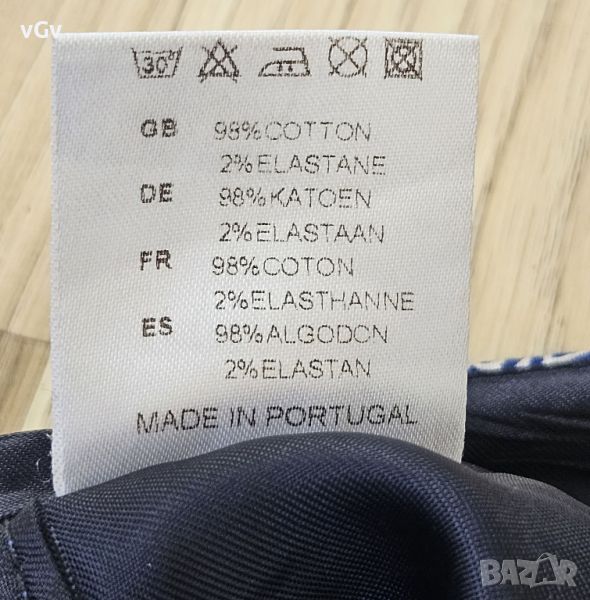 vGv
30°
GB 98% COTTON
2% ELASTANE
DE 98% KATOEN
2% ELASTAAN
FR 98% COTON
2% ELASTHANNE
ES 98% ALGODON
2% ELASTAN
MADE IN PORTUGAL
BAZAR